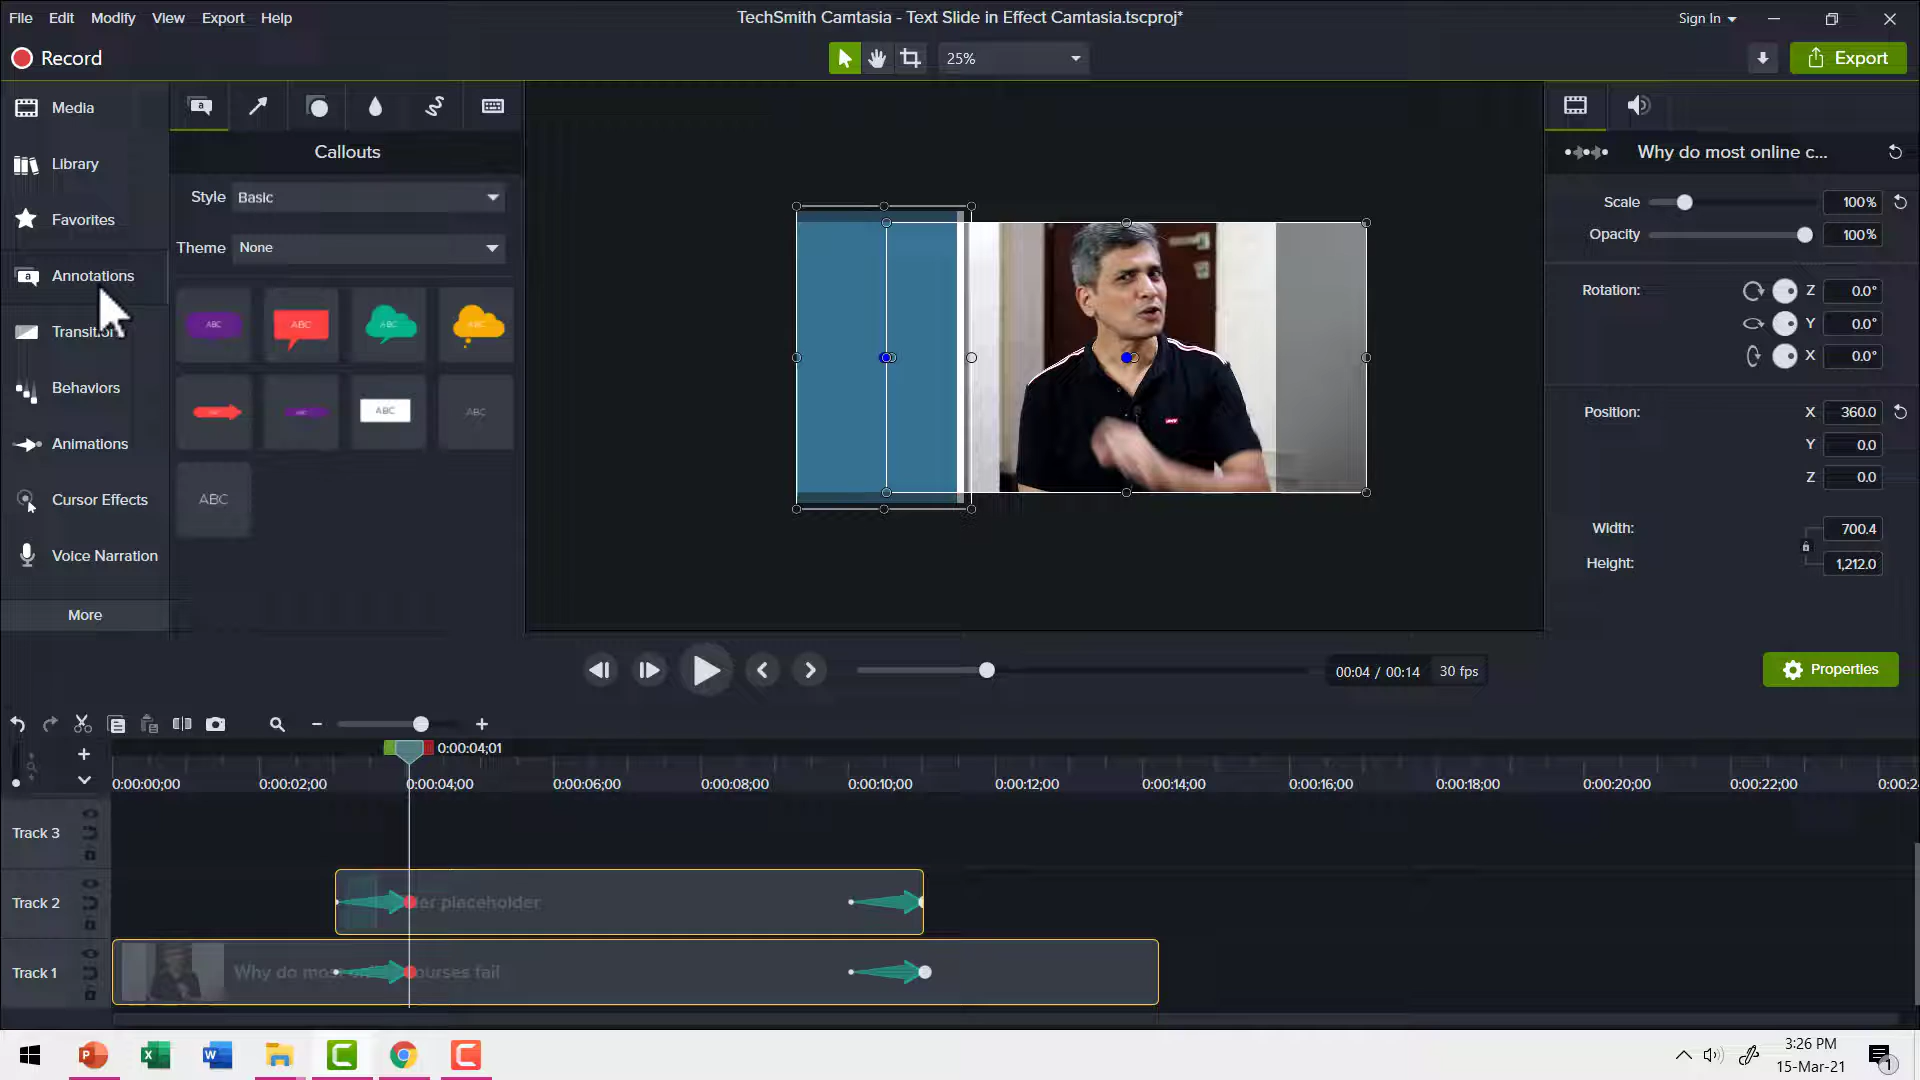 File Edit Modify View Export Help
TechSmith Camtasia - Text Slide in Effect Camtasia.tscproj*
Sign In
Record
25%
Export
Media
Library
Favorites
Annotations
Behaviors
Animations
Cursor Effects
Voice Narration
More
Callouts
Style Basic
Theme None
ABC ABC ABC ABC
ABC ABC ABC ABC
ABC
Why do most online c...
Scale 100%
Opacity 100%
Rotation: Z 0.0°
Y 0.0°
X 0.0°
Position: X 360.0
Y 0.0
Z 0.0
Width: 700.4
Height: 1,212.0
00:04 / 00:14 30 fps
Properties
0:00:04;01
0:00:00;00 0:00:02;00 0:00:04;00 0:00:06;00 0:00:08;00 0:00:10;00 0:00:12;00 0:00:14;00 0:00:16;00 0:00:18;00 0:00:20;00 0:00:22;00
Track 3
Track 2
placeholder
Track 1
Why do most courses fail
3:26 PM
15-Mar-21
1